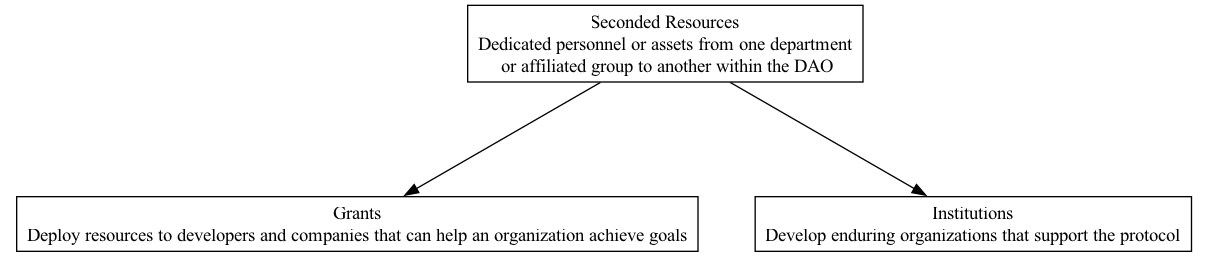 Seconded Resources
Dedicated personnel or assets from one department
or affiliated group to another within the DAO
Grants
Deploy resources to developers and companies that can help an organization achieve goals
Institutions
Develop enduring organizations that support the protocol